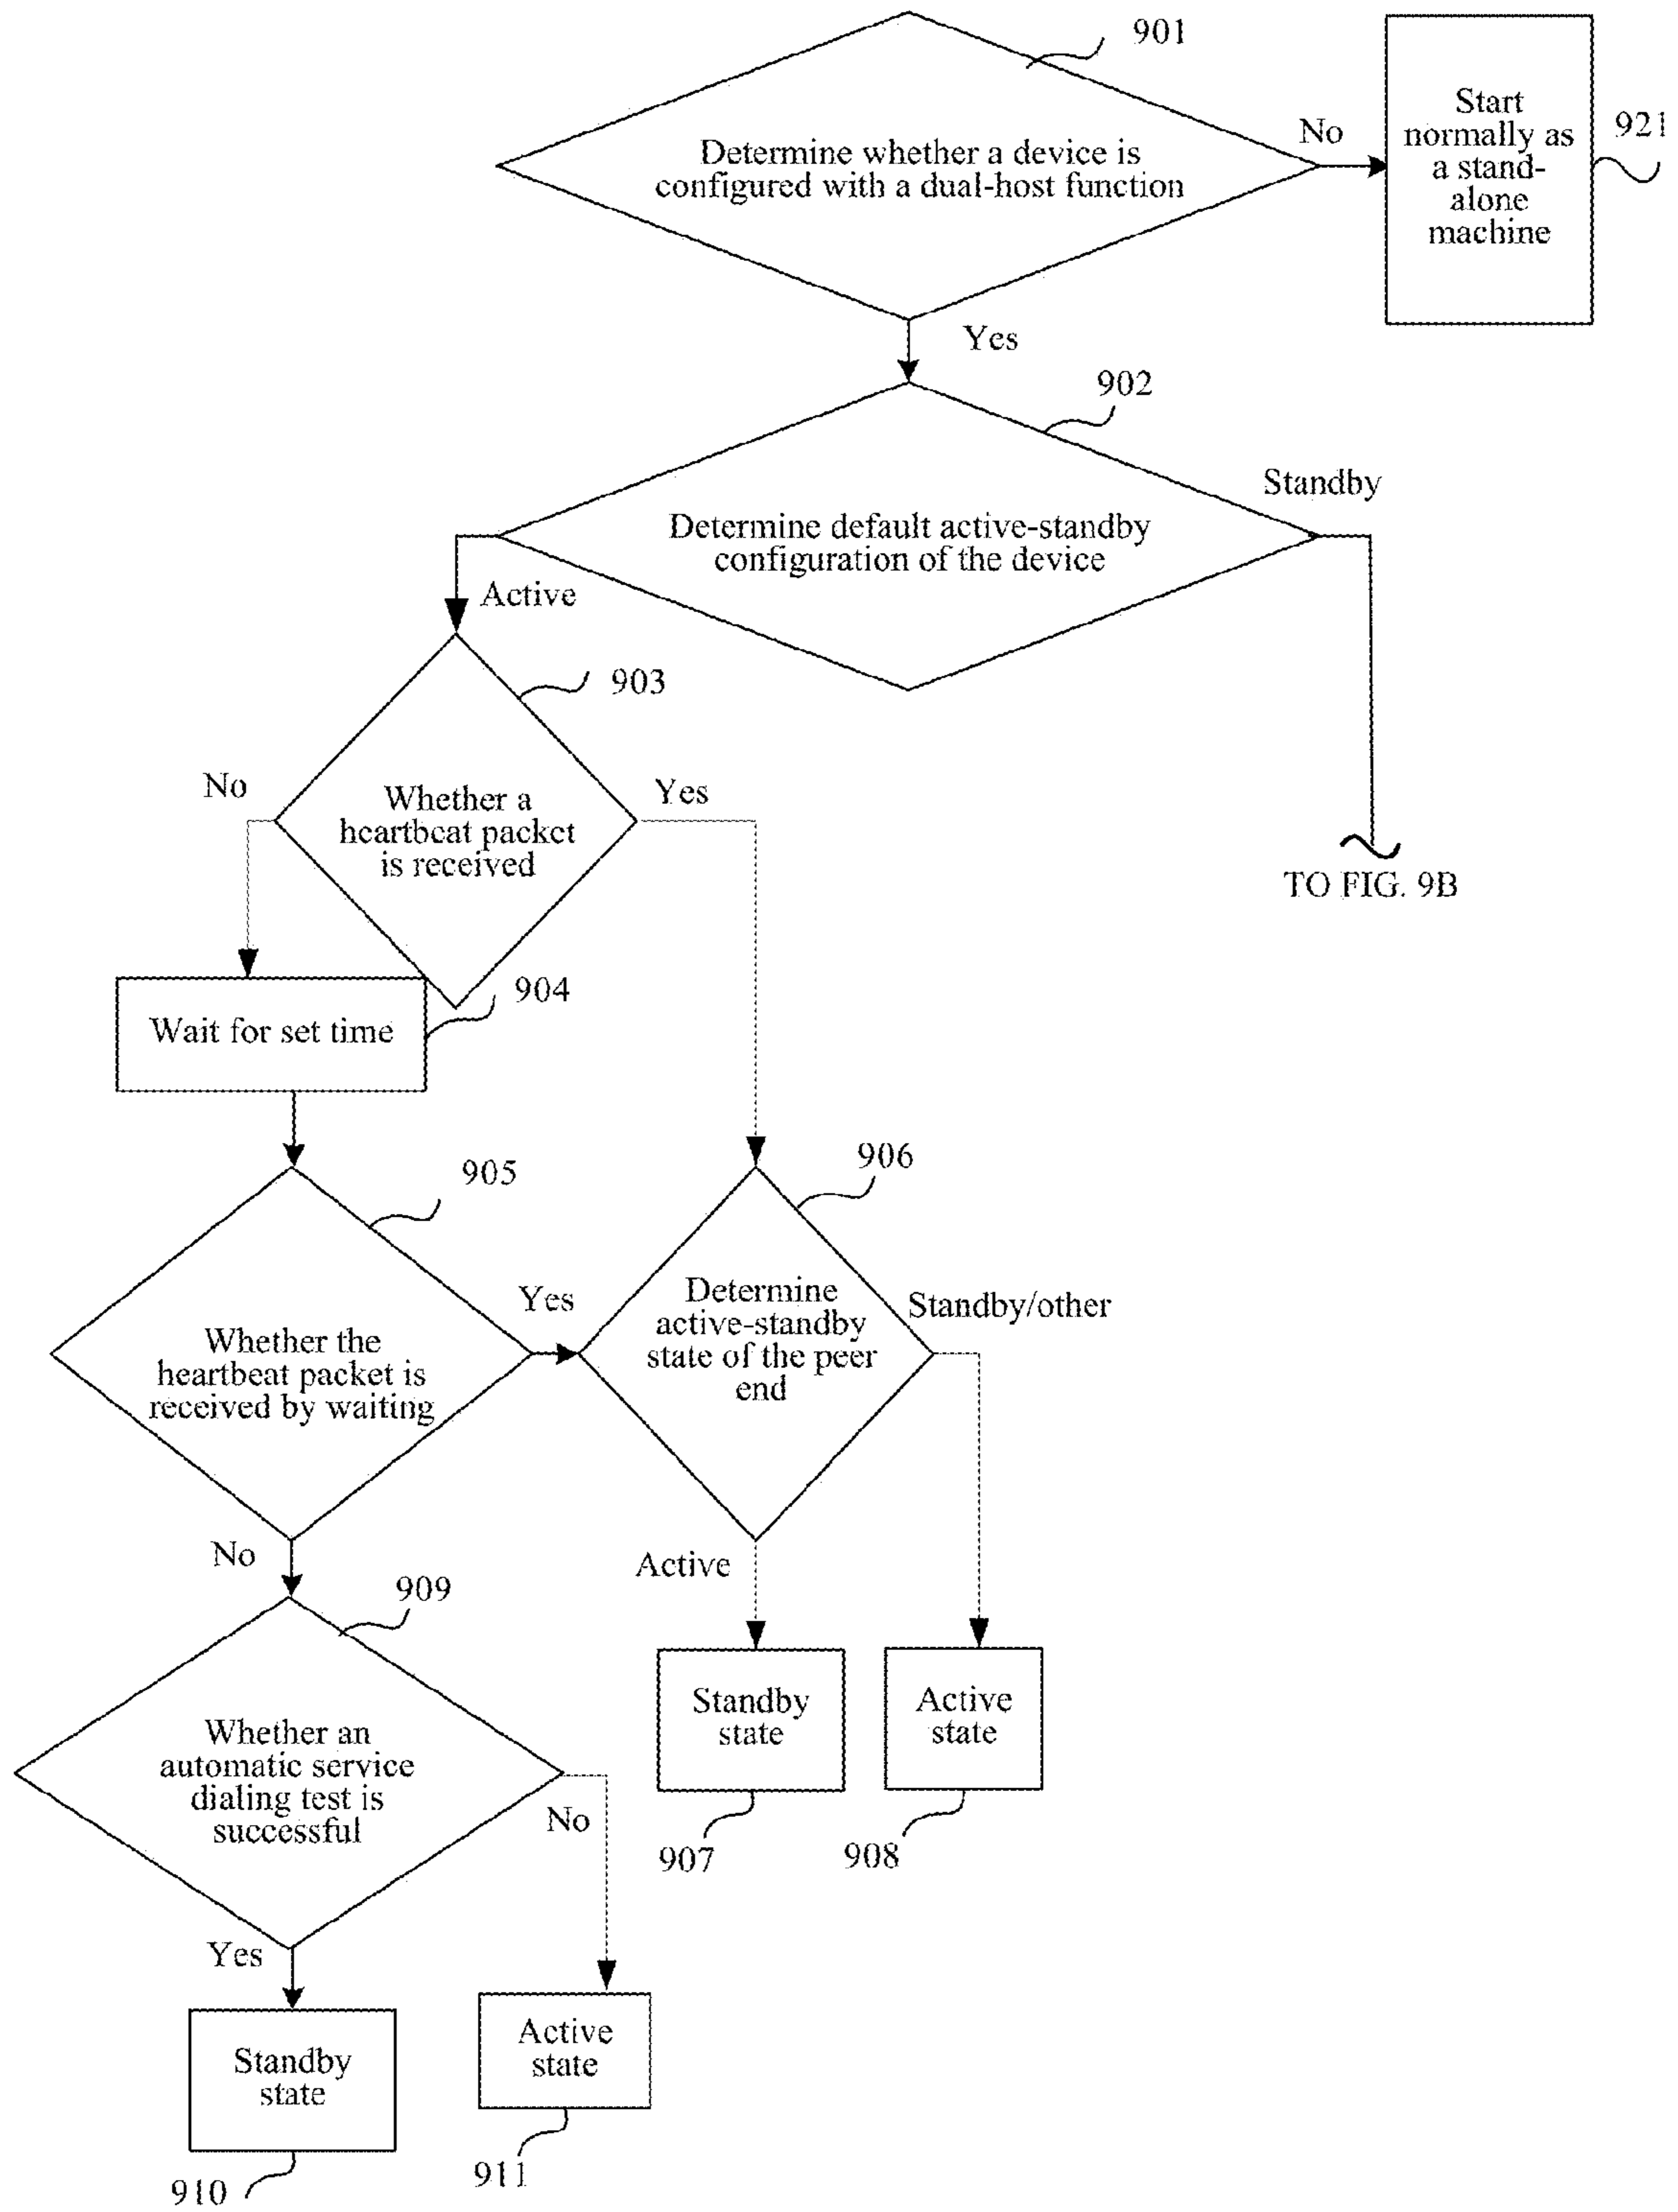 901
Determine whether a device is
configured with a dual-host function
No
Start
normally as
a stand-
alone
machine
921
Yes
902
Standby
Determine default active-standby
configuration of the device
Active
903
No
Whether a
heartbeat packet
is received
Yes
TO FIG. 9B
904
Wait for set time
905
906
Whether the
heartbeat packet is
received by waiting
Yes
Determine
active-standby
state of the peer
end
Standby/other
No
Active
909
Whether an
automatic service
dialing test is
successful
No
Standby
state
Active
state
907
908
Yes
Standby
state
Active
state
910
911